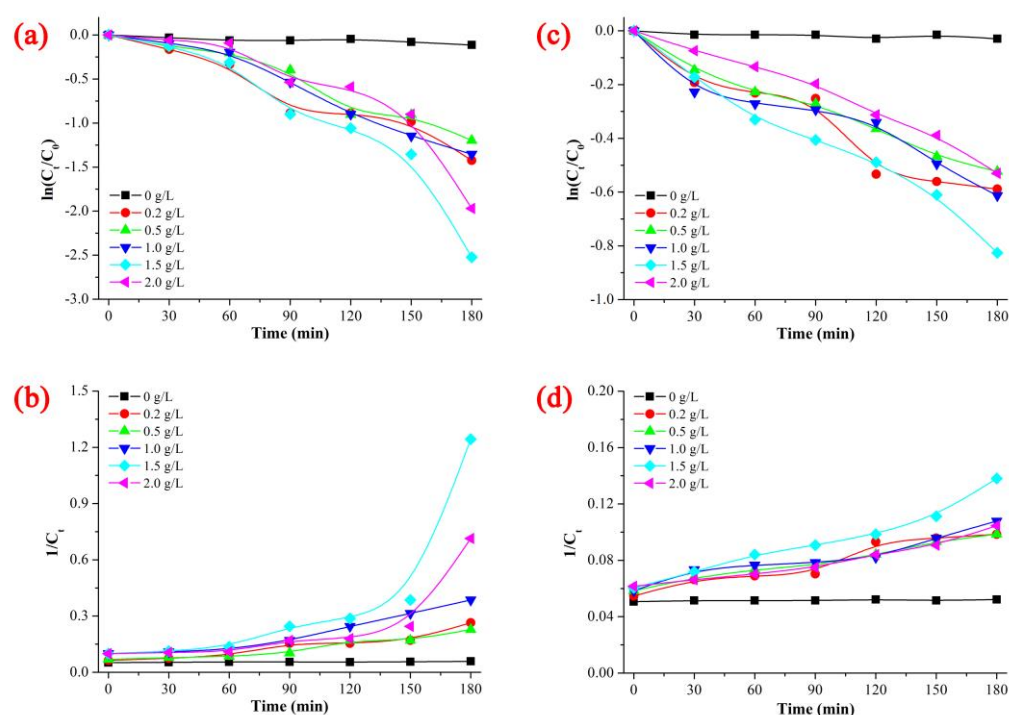 (a)
0.0
-0.5
-1.0
-1.5
-2.0
-2.5
-3.0
ln(Ct/C0)
0 g/L
0.2 g/L
0.5 g/L
1.0 g/L
1.5 g/L
2.0 g/L
0 30 60 90 120 150 180
Time (min)
(c)
0.0
-0.2
-0.4
-0.6
-0.8
-1.0
ln(Ct/C0)
0 g/L
0.2 g/L
0.5 g/L
1.0 g/L
1.5 g/L
2.0 g/L
0 30 60 90 120 150 180
Time (min)
(b)
1.5
1.2
0.9
0.6
0.3
0.0
1/Ct
0 g/L
0.2 g/L
0.5 g/L
1.0 g/L
1.5 g/L
2.0 g/L
0 30 60 90 120 150 180
Time (min)
(d)
0.20
0.16
0.12
0.08
0.04
0.00
1/Ct
0 g/L
0.2 g/L
0.5 g/L
1.0 g/L
1.5 g/L
2.0 g/L
0 30 60 90 120 150 180
Time (min)